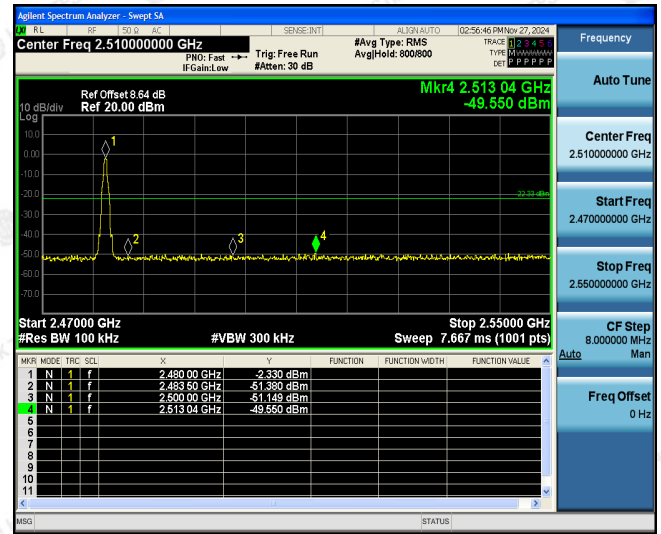 Agilent Spectrum Analyzer - Swept SA
LXI RL RF 50 Ω AC SENSE:INT ALIGN AUTO 02:56:46 PM Nov 27, 2024
Center Freq 2.510000000 GHz
PNO: Fast
IFGain:Low
Trig: Free Run
#Atten: 30 dB
#Avg Type: RMS
Avg|Hold: 800/800
TRACE 1 2 3 4 5 6
TYPE M
DET P P P P P P
Ref Offset 8.64 dB
10 dB/div Ref 20.00 dBm
Log
Mkr4 2.513 04 GHz
-49.550 dBm
10.0
0.00
-10.0
-20.0
-30.0
-40.0
-50.0
-60.0
-70.0
1
2
3
4
-22.33 dBm
Start 2.47000 GHz Stop 2.55000 GHz
#Res BW 100 kHz #VBW 300 kHz Sweep 7.667 ms (1001 pts)
MKR MODE TRC SCL X Y FUNCTION FUNCTION WIDTH FUNCTION VALUE
1 N 1 f 2.480 00 GHz -2.330 dBm
2 N 1 f 2.483 50 GHz -51.380 dBm
3 N 1 f 2.500 00 GHz -51.149 dBm
4 N 1 f 2.513 04 GHz -49.550 dBm
5
6
7
8
9
10
11
MSG STATUS
Frequency
Auto Tune
Center Freq
2.510000000 GHz
Start Freq
2.470000000 GHz
Stop Freq
2.550000000 GHz
CF Step
8.000000 MHz
Auto Man
Freq Offset
0 Hz